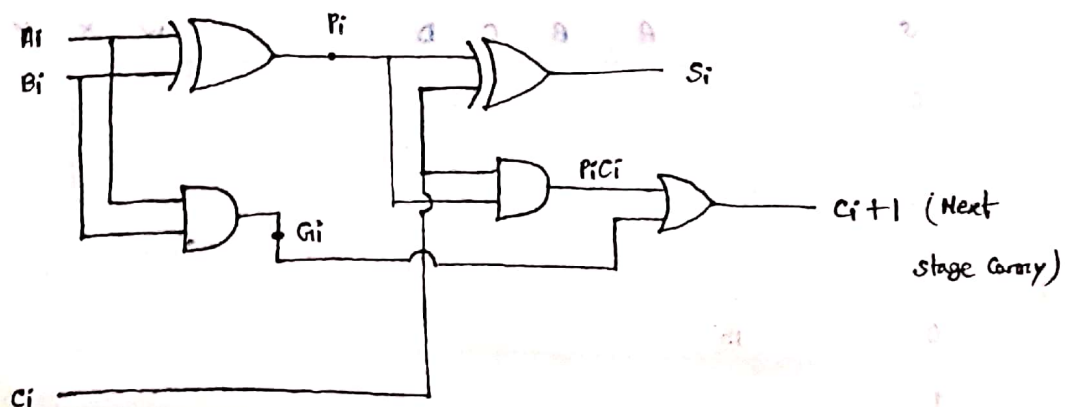 Ai
Bi
Pi
Si
PiCi
Gi
Ci+1 (Next
stage Carry)
Ci